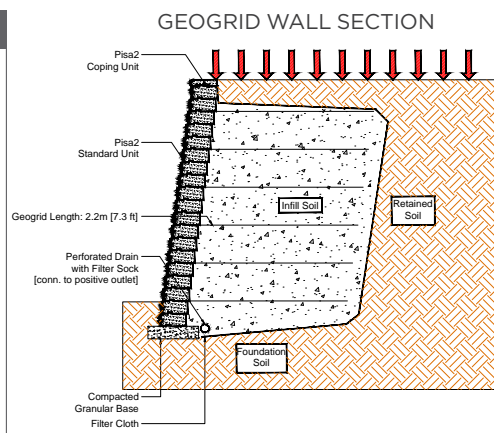 GEOGRID WALL SECTION
Pisa2
Coping Unit
Pisa2
Standard Unit
Geogrid Length: 2.2m [7.3 ft]
Perforated Drain
with Filter Sock
[conn. to positive outlet]
Infill Soil
Retained
Soil
Foundation
Soil
Compacted
Granular Base
Filter Cloth